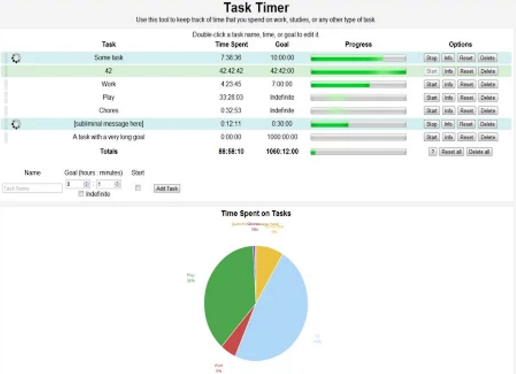 Task Timer
Use this tool to keep track of time that you spend on work, studies, or any other type of task
Double-click a task name, time, or goal to edit it.
Task Time Spent Goal Progress Options
Some task 7:38:36 10:00:00 Stop Info Reset Delete
42 42:42:42 42:42:00 Start Info Reset Delete
Work 4:23:45 7:00:00 Start Info Reset Delete
Play 33:28:03 Indefinite Start Info Reset Delete
Chores 0:32:53 Indefinite Start Info Reset Delete
[subliminal message here] 0:12:11 0:30:00 Stop Info Reset Delete
A task with a very long goal 0:00:00 1000:00:00 Start Info Reset Delete
Totals 88:58:10 1060:12:00 ? Reset all Delete all
Name Goal (hours : minutes) Start
Task Name : Add Task
Indefinite
Time Spent on Tasks
Play
Work